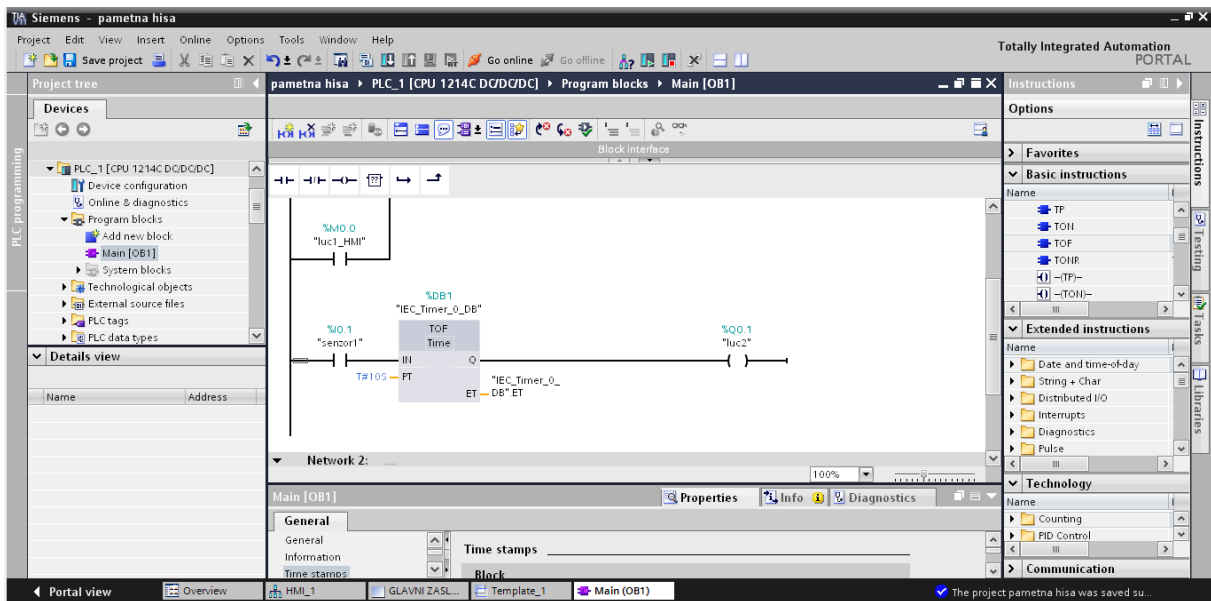 Siemens - pametna hisa
Project Edit View Insert Online Options Tools Window Help
Save project
Go online
Go offline
Totally Integrated Automation
PORTAL
Project tree
pametna hisa PLC_1 [CPU 1214C DC/DC/DC] Program blocks Main [OB1]
Instructions
Devices
Options
Block interface
PLC programming
PLC_1 [CPU 1214C DC/DC/DC]
Device configuration
Online & diagnostics
Program blocks
Add new block
Main [OB1]
System blocks
Technological objects
External source files
PLC tags
PLC data types
Details view
Name Address
%M0.0
"luc1_HMI"
%DB1
"IEC_Timer_0_DB"
%I0.1
"senzor1"
TOF
Time
IN Q
T#10S PT
ET
"IEC_Timer_0_
DB".ET
%Q0.1
"luc2"
Network 2: .....
100%
Main [OB1]
Properties Info Diagnostics
General
General
Information
Time stamps
Time stamps
Block
Favorites
Basic instructions
Name
TP
TON
TOF
TONR
-(TP)-
-(TON)-
Extended instructions
Name
Date and time-of-day
String + Char
Distributed I/O
Interrupts
Diagnostics
Pulse
Technology
Name
Counting
PID Control
Communication
Instructions
Testing
Tasks
Libraries
Portal view Overview HMI_1 GLAVNI ZASL... Template_1 Main (OB1)
The project pametna hisa was saved su...